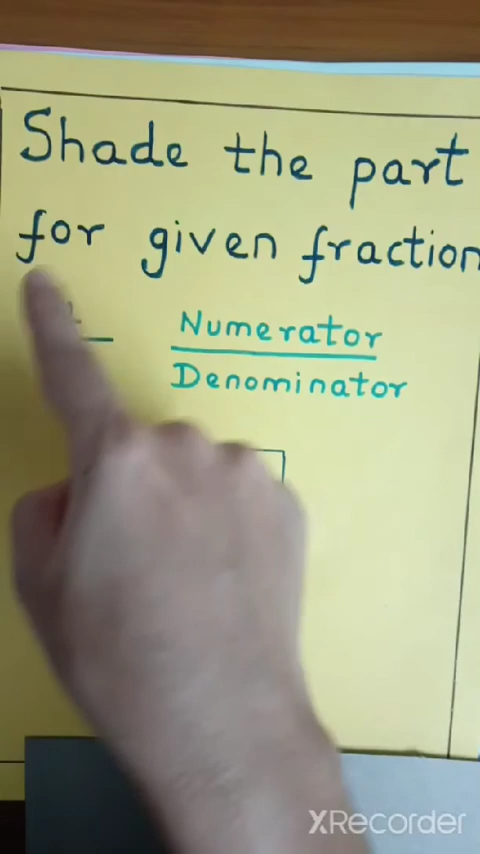 Shade the part
for given fraction
Numerator
Denominator
XRecorder